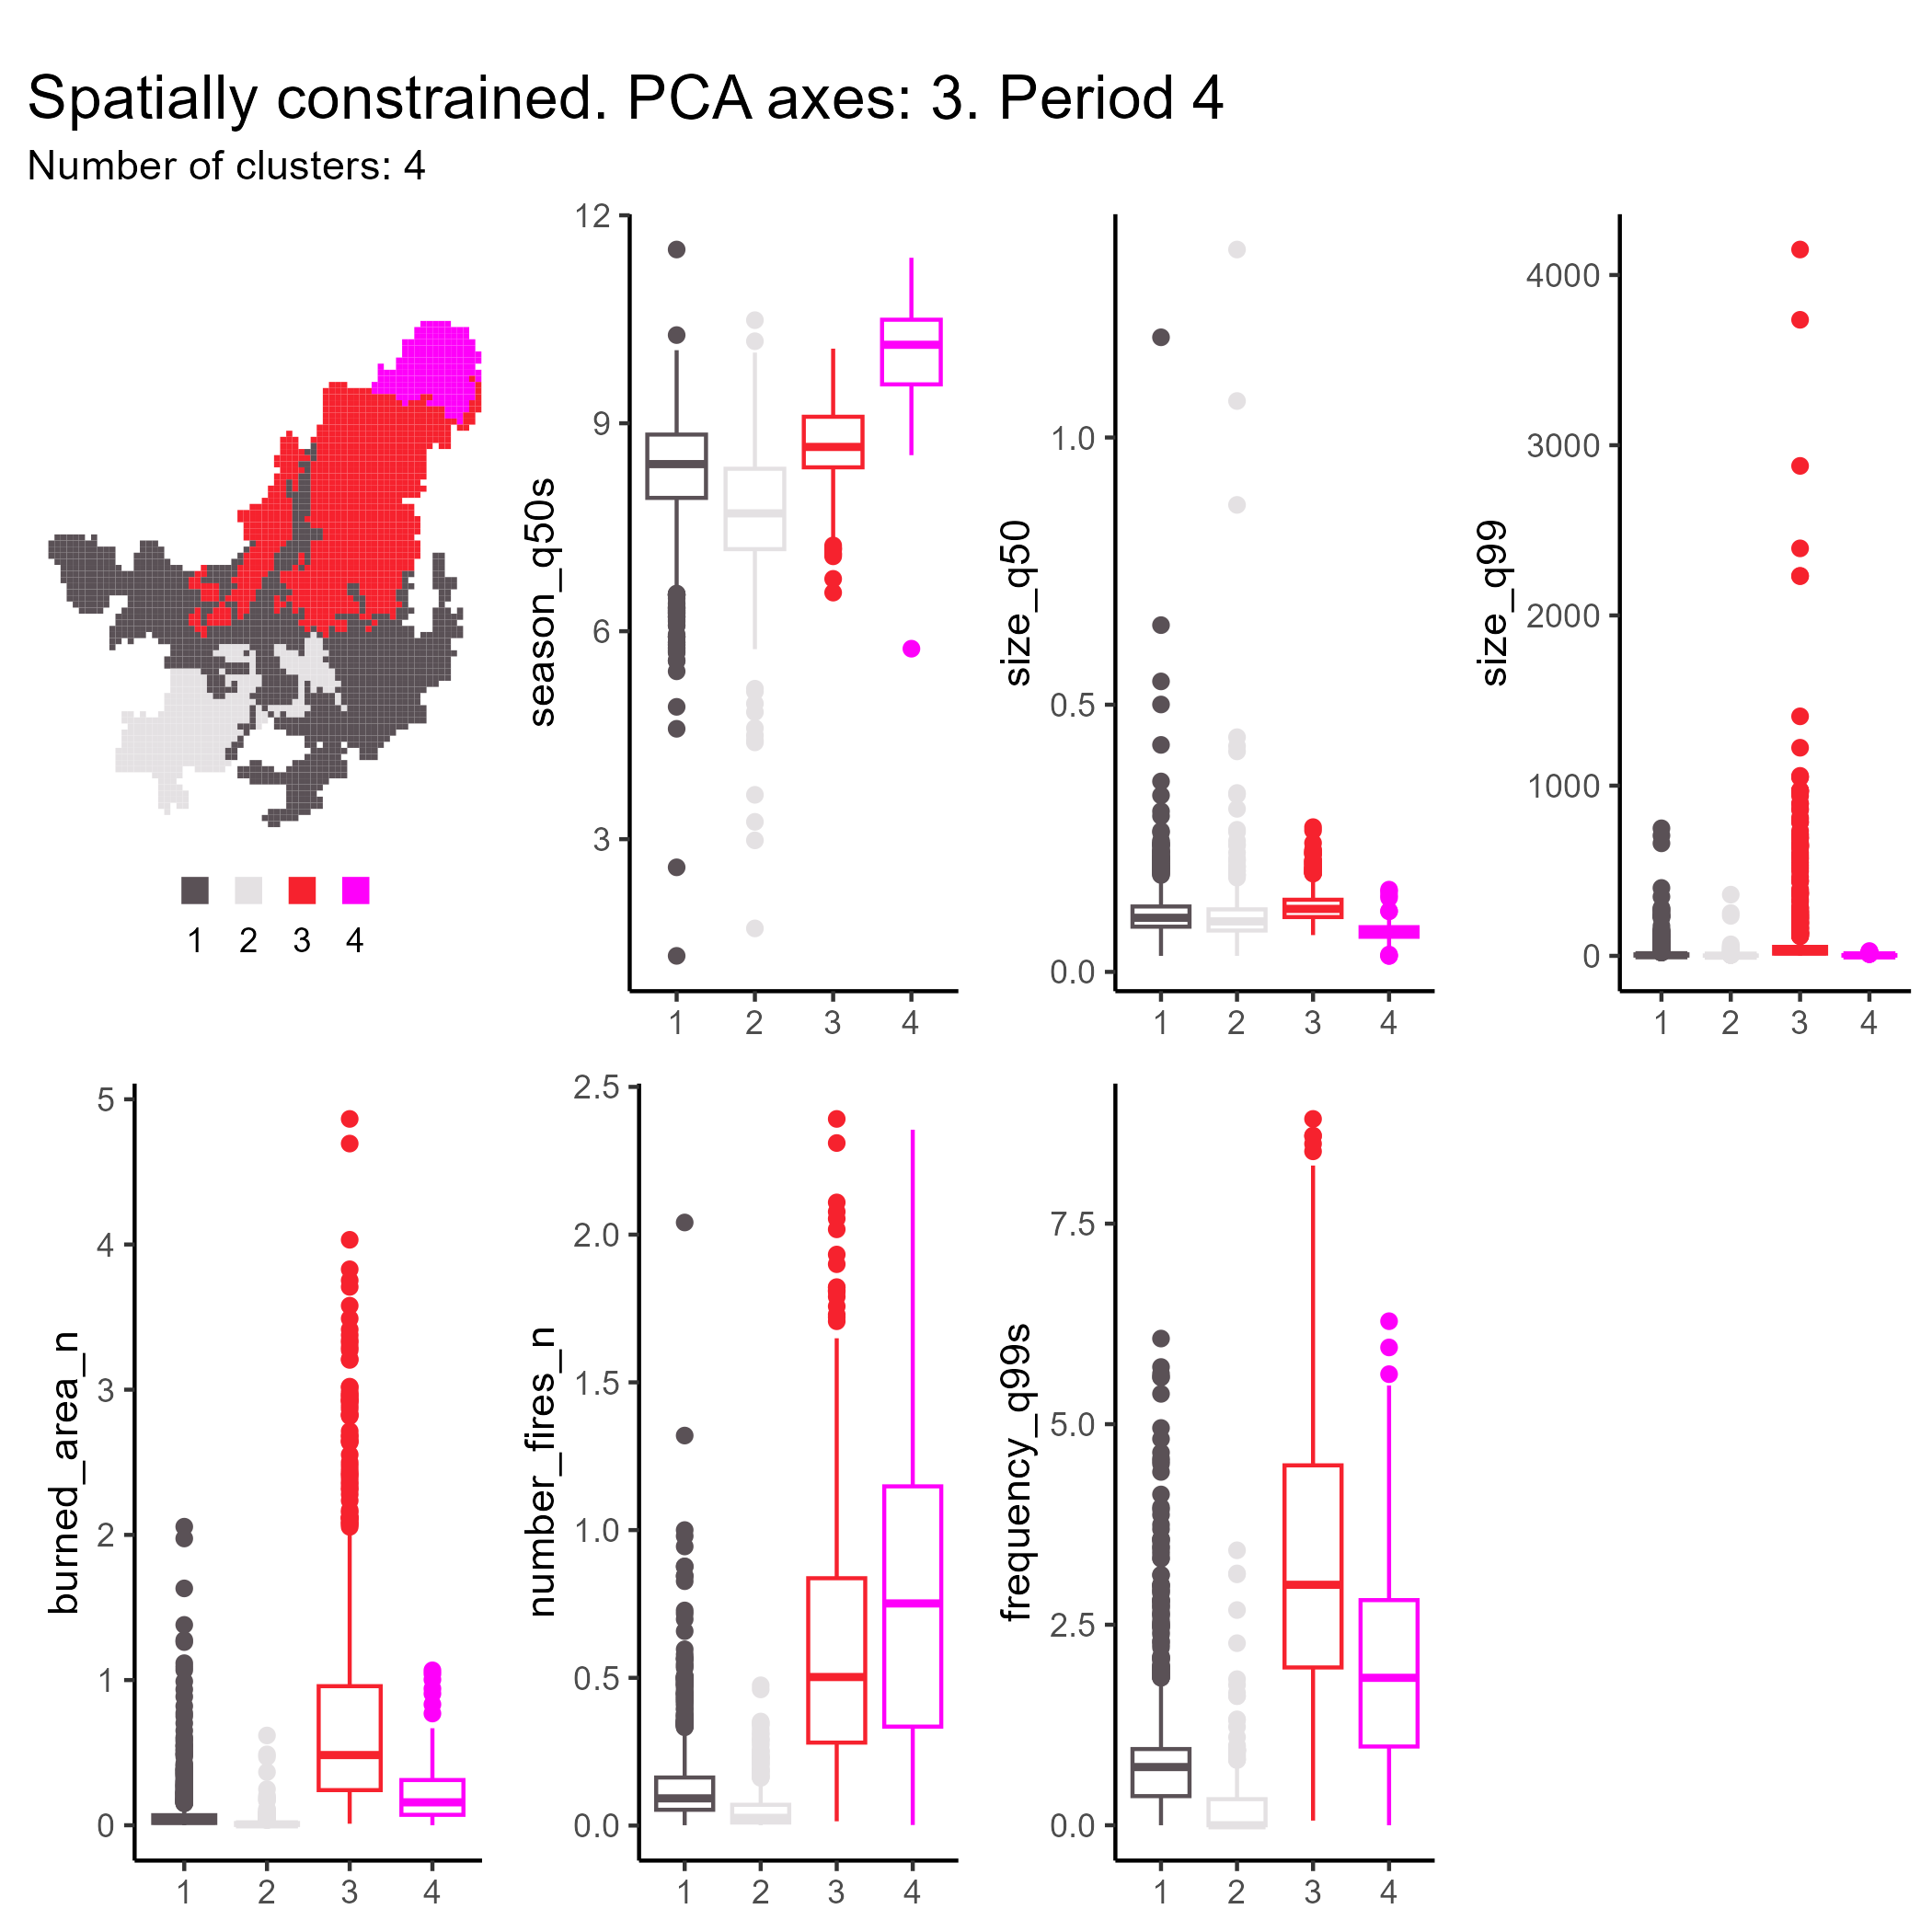 Spatially constrained. PCA axes: 3. Period 4
Number of clusters: 4
1 2 3 4
season_q50s
12
9
6
3
1 2 3 4
size_q50
1.0
0.5
0.0
1 2 3 4
size_q99
4000
3000
2000
1000
0
1 2 3 4
burned_area_n
5
4
3
2
1
0
1 2 3 4
number_fires_n
2.5
2.0
1.5
1.0
0.5
0.0
1 2 3 4
frequency_q99s
7.5
5.0
2.5
0.0
1 2 3 4